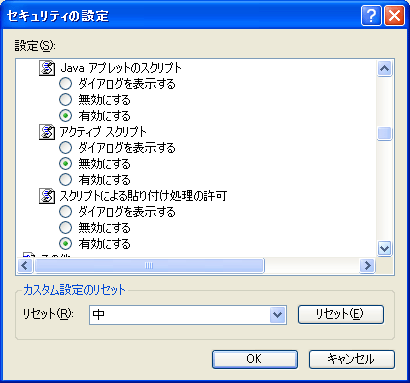 セキュリティの設定
設定(S):
Java アプレットのスクリプト
ダイアログを表示する
無効にする
有効にする
アクティブ スクリプト
ダイアログを表示する
無効にする
有効にする
スクリプトによる貼り付け処理の許可
ダイアログを表示する
無効にする
有効にする
その他
カスタム設定のリセット
リセット(R): 中 リセット(E)
OK キャンセル